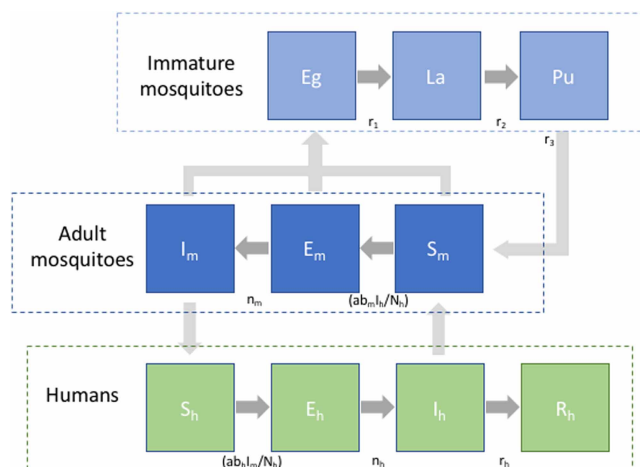 Immature
mosquitoes
Eg
La
Pu
r₁
r₂
r₃
Adult
mosquitoes
Iₘ
Eₘ
Sₘ
nₘ
(abₘIₕ/Nₕ)
Humans
Sₕ
Eₕ
Iₕ
Rₕ
(abₕIₘ/Nₕ)
nₕ
rₕ